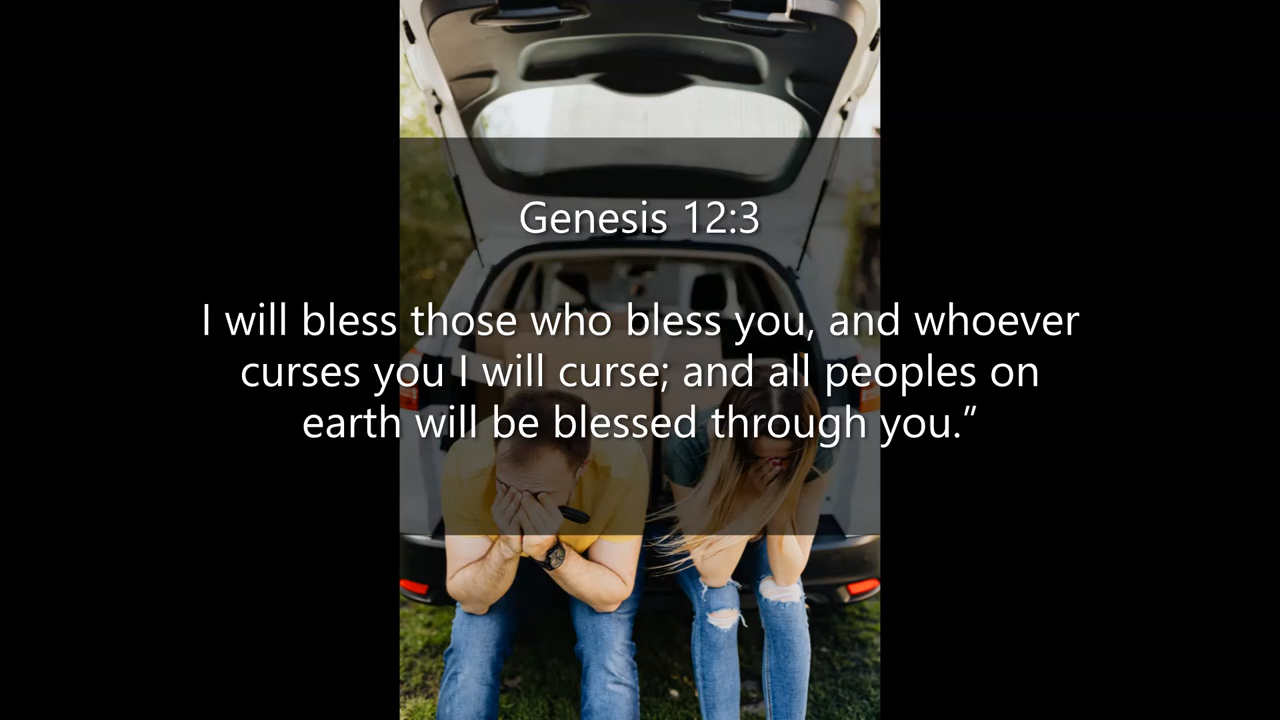 Genesis 12:3
I will bless those who bless you, and whoever
curses you I will curse; and all peoples on
earth will be blessed through you.”